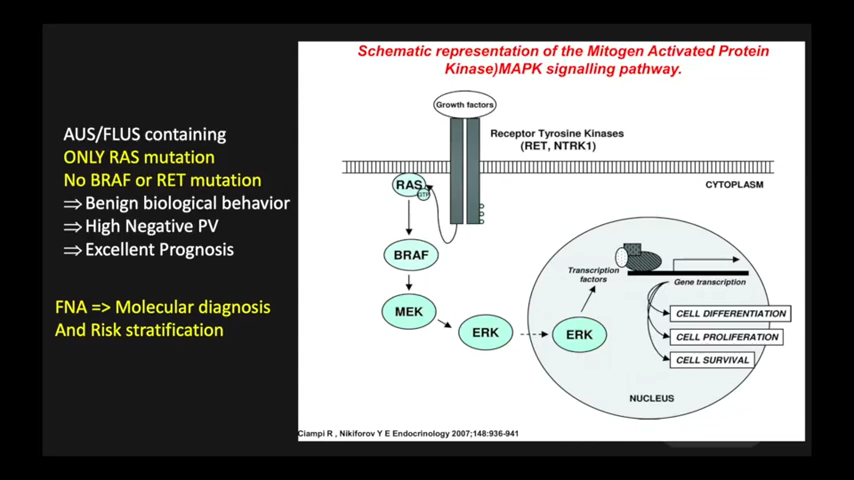 Schematic representation of the Mitogen Activated Protein
Kinase)MAPK signalling pathway.
AUS/FLUS containing
ONLY RAS mutation
No BRAF or RET mutation
⇒ Benign biological behavior
⇒ High Negative PV
⇒ Excellent Prognosis
FNA => Molecular diagnosis
And Risk stratification
Growth factors
Receptor Tyrosine Kinases
(RET, NTRK1)
CYTOPLASM
RAS
GTP
BRAF
MEK
ERK
ERK
Transcription
factors
Gene transcription
CELL DIFFERENTIATION
CELL PROLIFERATION
CELL SURVIVAL
NUCLEUS
Ciampi R , Nikiforov Y E Endocrinology 2007;148:936-941